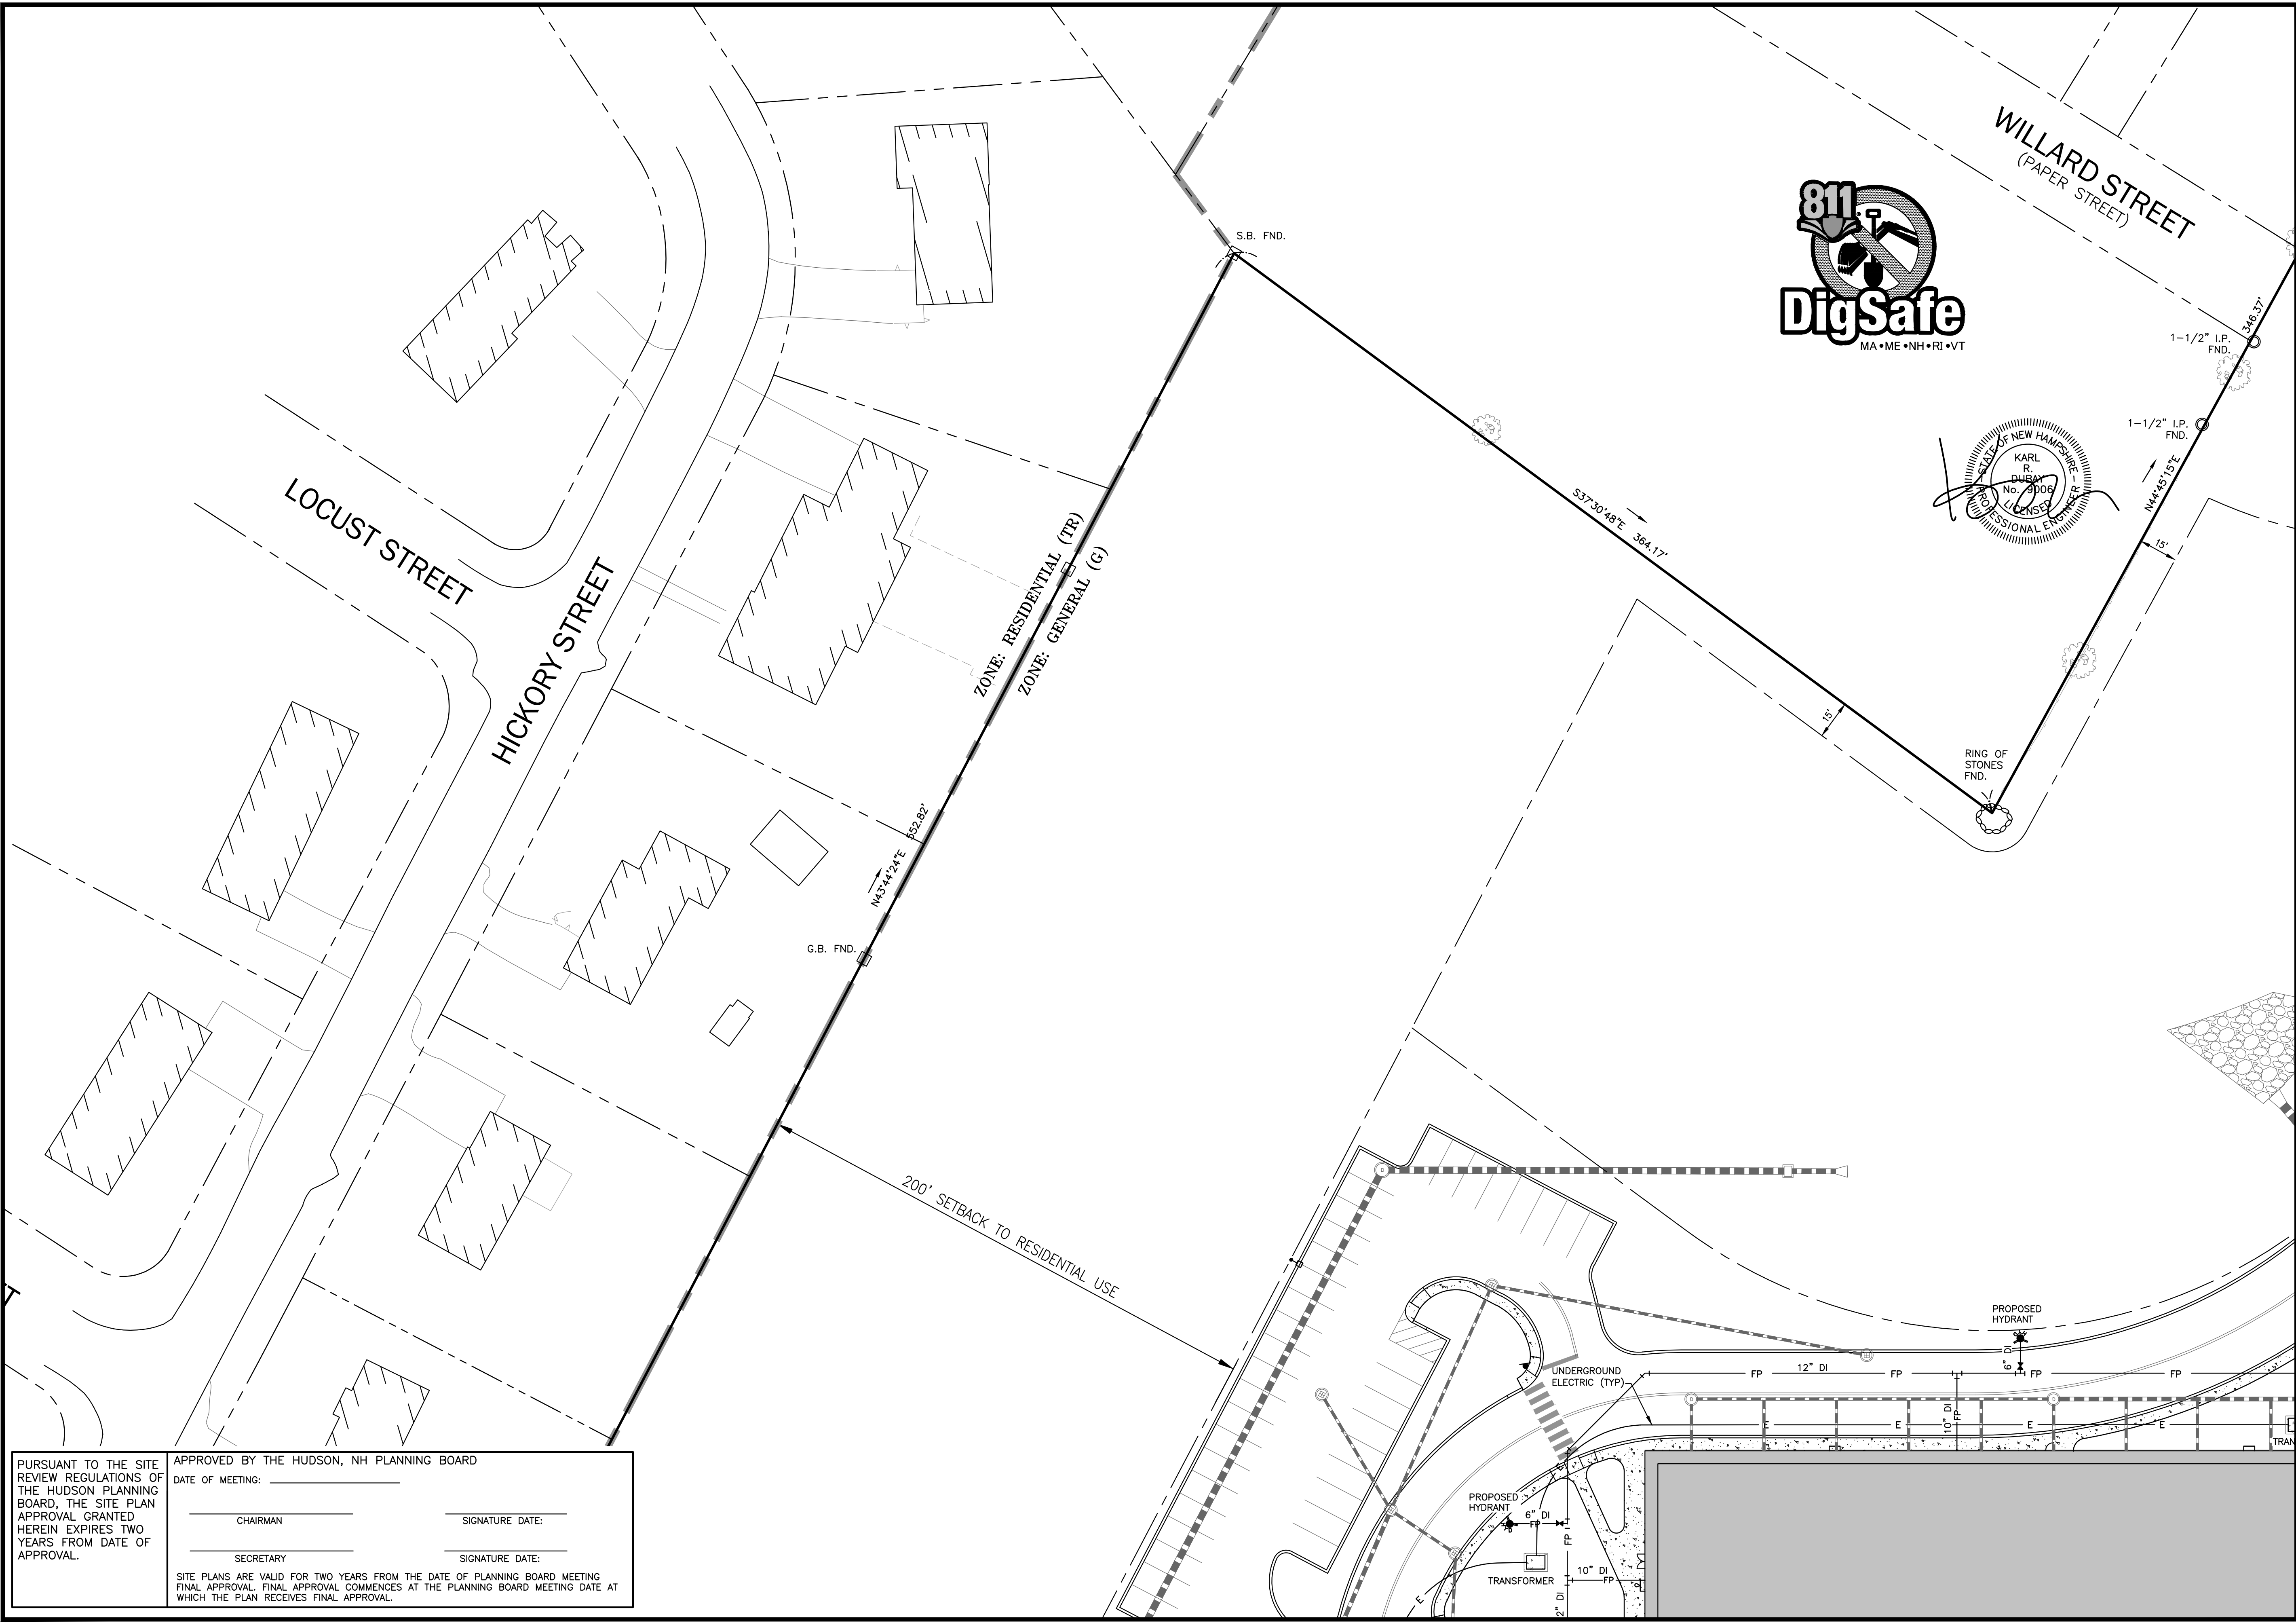 WILLARD STREET
(PAPER STREET)
811
DigSafe
MA•ME•NH•RI•VT
S.B. FND.
346.37'
1-1/2" I.P.
FND.
1-1/2" I.P.
FND.
STATE OF NEW HAMPSHIRE
KARL
R.
DUBAY
No. 9006
LICENSED
PROFESSIONAL ENGINEER
N44°45'15"E
15'
S37°30'48"E
364.17'
15'
RING OF
STONES
FND.
LOCUST STREET
HICKORY STREET
ZONE: RESIDENTIAL (TR)
ZONE: GENERAL (G)
N43°44'24"E
552.82'
G.B. FND.
200' SETBACK TO RESIDENTIAL USE
PROPOSED
HYDRANT
6" DI
UNDERGROUND
ELECTRIC (TYP)
FP
12" DI
FP
FP
FP
E
E
10" DI
FP
E
E
TRAN
E
PROPOSED
HYDRANT
6" DI
FP
FP
TRANSFORMER
10" DI
FP
2" DI
E
T
PURSUANT TO THE SITE
REVIEW REGULATIONS OF
THE HUDSON PLANNING
BOARD, THE SITE PLAN
APPROVAL GRANTED
HEREIN EXPIRES TWO
YEARS FROM DATE OF
APPROVAL.
APPROVED BY THE HUDSON, NH PLANNING BOARD
DATE OF MEETING:
CHAIRMAN
SIGNATURE DATE:
SECRETARY
SIGNATURE DATE:
SITE PLANS ARE VALID FOR TWO YEARS FROM THE DATE OF PLANNING BOARD MEETING
FINAL APPROVAL. FINAL APPROVAL COMMENCES AT THE PLANNING BOARD MEETING DATE AT
WHICH THE PLAN RECEIVES FINAL APPROVAL.